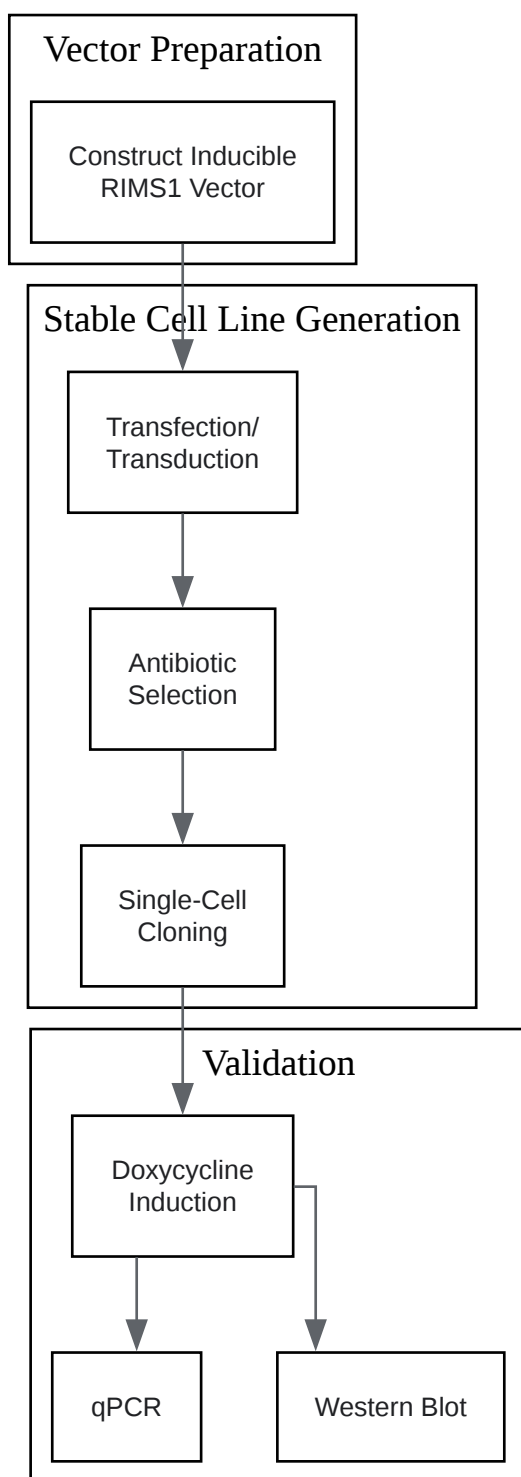 Vector Preparation
Construct Inducible
RIMS1 Vector
Stable Cell Line Generation
Transfection/
Transduction
Antibiotic
Selection
Single-Cell
Cloning
Validation
Doxycycline
Induction
qPCR
Western Blot